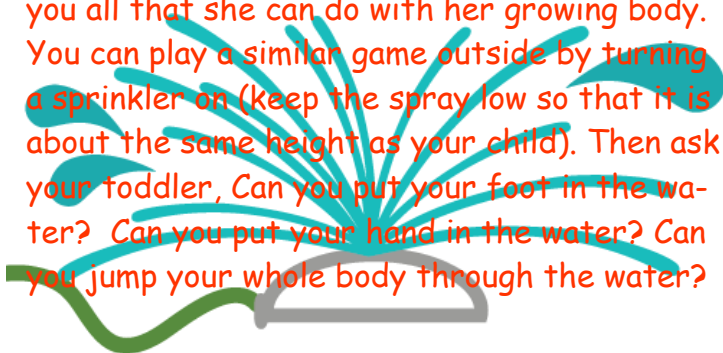 you all that she can do with her growing body.
You can play a similar game outside by turning
a sprinkler on (keep the spray low so that it is
about the same height as your child). Then ask
your toddler, Can you put your foot in the wa-
ter?  Can you put your hand in the water? Can
you jump your whole body through the water?